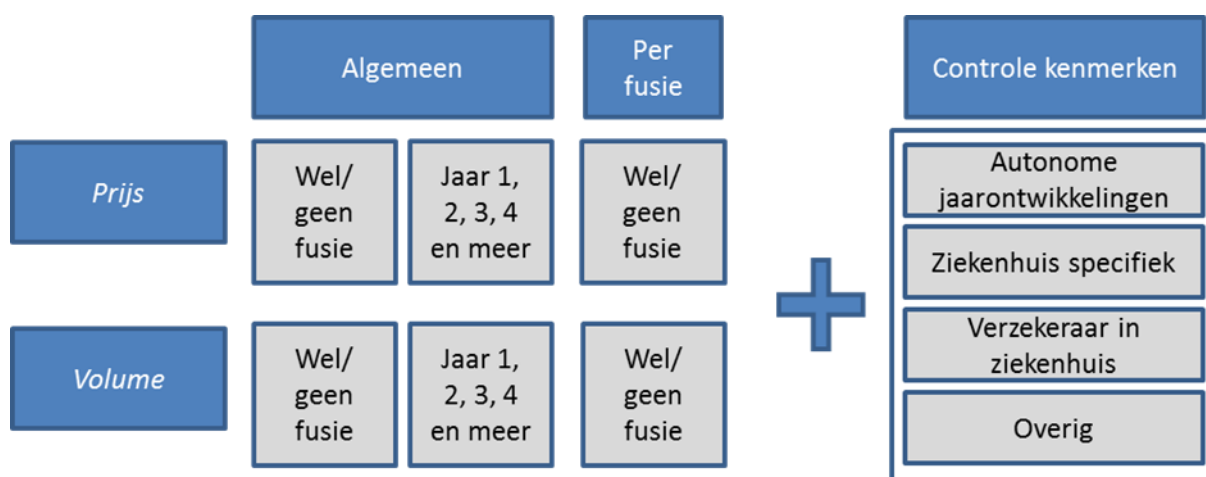 Algemeen
Per
fusie
Controle kenmerken
Prijs
Wel/
geen
fusie
Jaar 1,
2, 3, 4
en meer
Wel/
geen
fusie
Autonome
jaarontwikkelingen
Ziekenhuis specifiek
Verzekeraar in
ziekenhuis
Overig
Volume
Wel/
geen
fusie
Jaar 1,
2, 3, 4
en meer
Wel/
geen
fusie